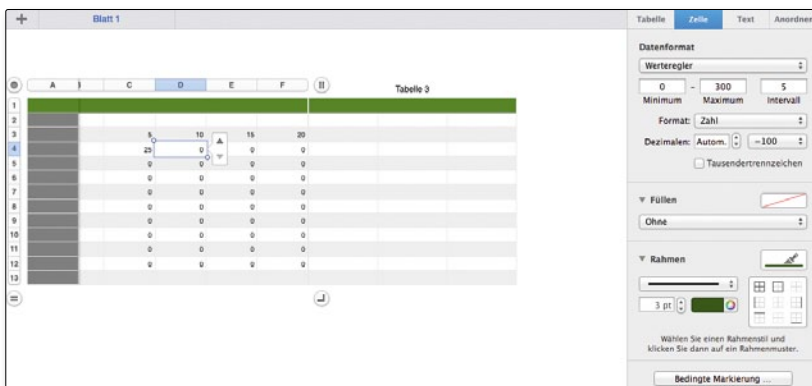 + Blatt 1
Tabelle Zelle Text Anordnen
Datenformat
Werteregler
0 - 300 5
Minimum Maximum Intervall
Format: Zahl
Dezimalen: Autom. -100
Tausendertrennzeichen
Füllen
Ohne
Rahmen
3 pt
Wählen Sie einen Rahmenstil und
klicken Sie dann auf ein Rahmenmuster.
Bedingte Markierung ...
Tabelle 3
A C D E F
1
2
3 5 10 15 20
4 25 0 0 0
5 0 0 0 0
6 0 0 0 0
7 0 0 0 0
8 0 0 0 0
9 0 0 0 0
10 0 0 0 0
11 0 0 0 0
12 0 0 0 0
13